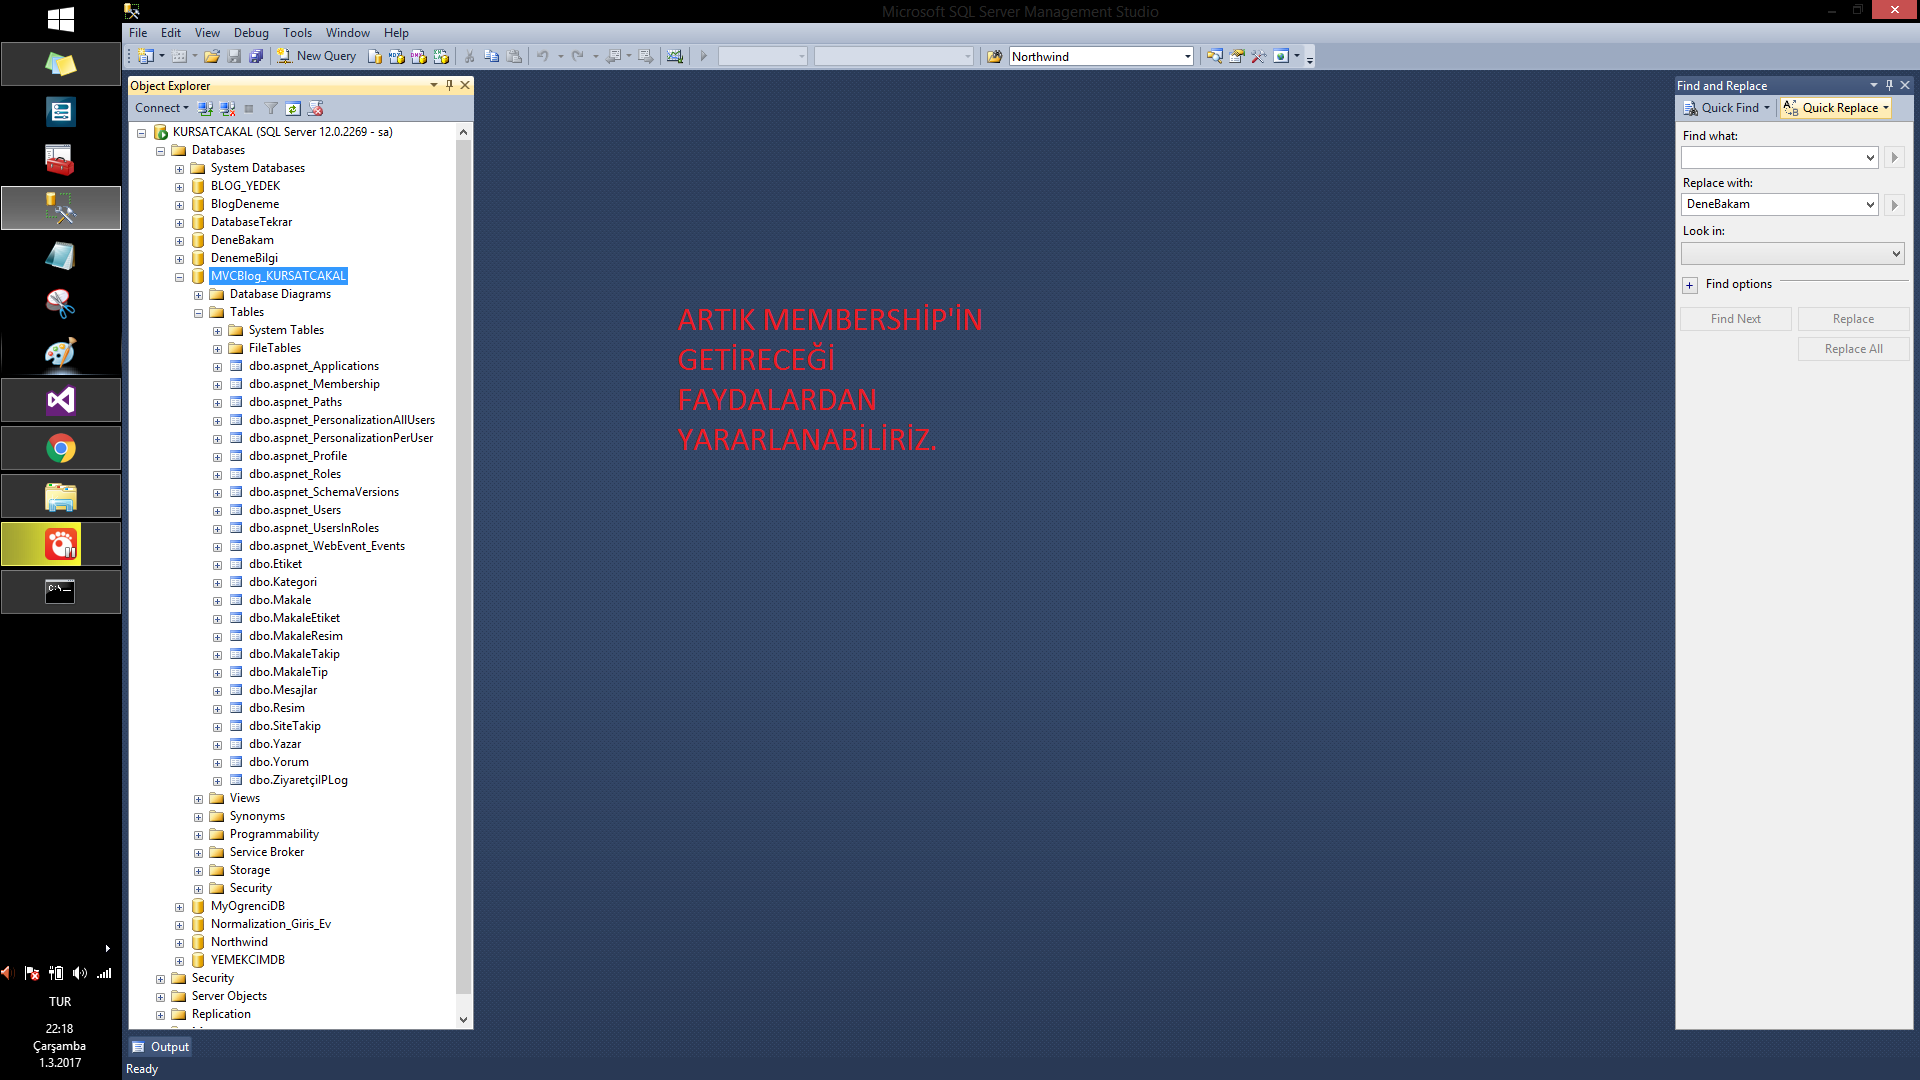 Microsoft SQL Server Management Studio
File Edit View Debug Tools Window Help
New Query
Northwind
Object Explorer
Connect
KURSATCAKAL (SQL Server 12.0.2269 - sa)
Databases
System Databases
BLOG_YEDEK
BlogDeneme
DatabaseTekrar
DeneBakam
DenemeBilgi
MVCBlog_KURSATCAKAL
Database Diagrams
Tables
System Tables
FileTables
dbo.aspnet_Applications
dbo.aspnet_Membership
dbo.aspnet_Paths
dbo.aspnet_PersonalizationAllUsers
dbo.aspnet_PersonalizationPerUser
dbo.aspnet_Profile
dbo.aspnet_Roles
dbo.aspnet_SchemaVersions
dbo.aspnet_Users
dbo.aspnet_UsersInRoles
dbo.aspnet_WebEvent_Events
dbo.Etiket
dbo.Kategori
dbo.Makale
dbo.MakaleEtiket
dbo.MakaleResim
dbo.MakaleTakip
dbo.MakaleTip
dbo.Mesajlar
dbo.Resim
dbo.SiteTakip
dbo.Yazar
dbo.Yorum
dbo.ZiyaretçiIPLog
Views
Synonyms
Programmability
Service Broker
Storage
Security
MyOgrenciDB
Normalization_Giris_Ev
Northwind
YEMEKCIMDB
Security
Server Objects
Replication
ARTIK MEMBERSHİP'İN
GETİRECEĞİ
FAYDALARDAN
YARARLANABİLİRİZ.
Find and Replace
Quick Find Quick Replace
Find what:
Replace with:
DeneBakam
Look in:
Find options
Find Next Replace
Replace All
Output
Ready
TUR
22:18
Çarşamba
1.3.2017